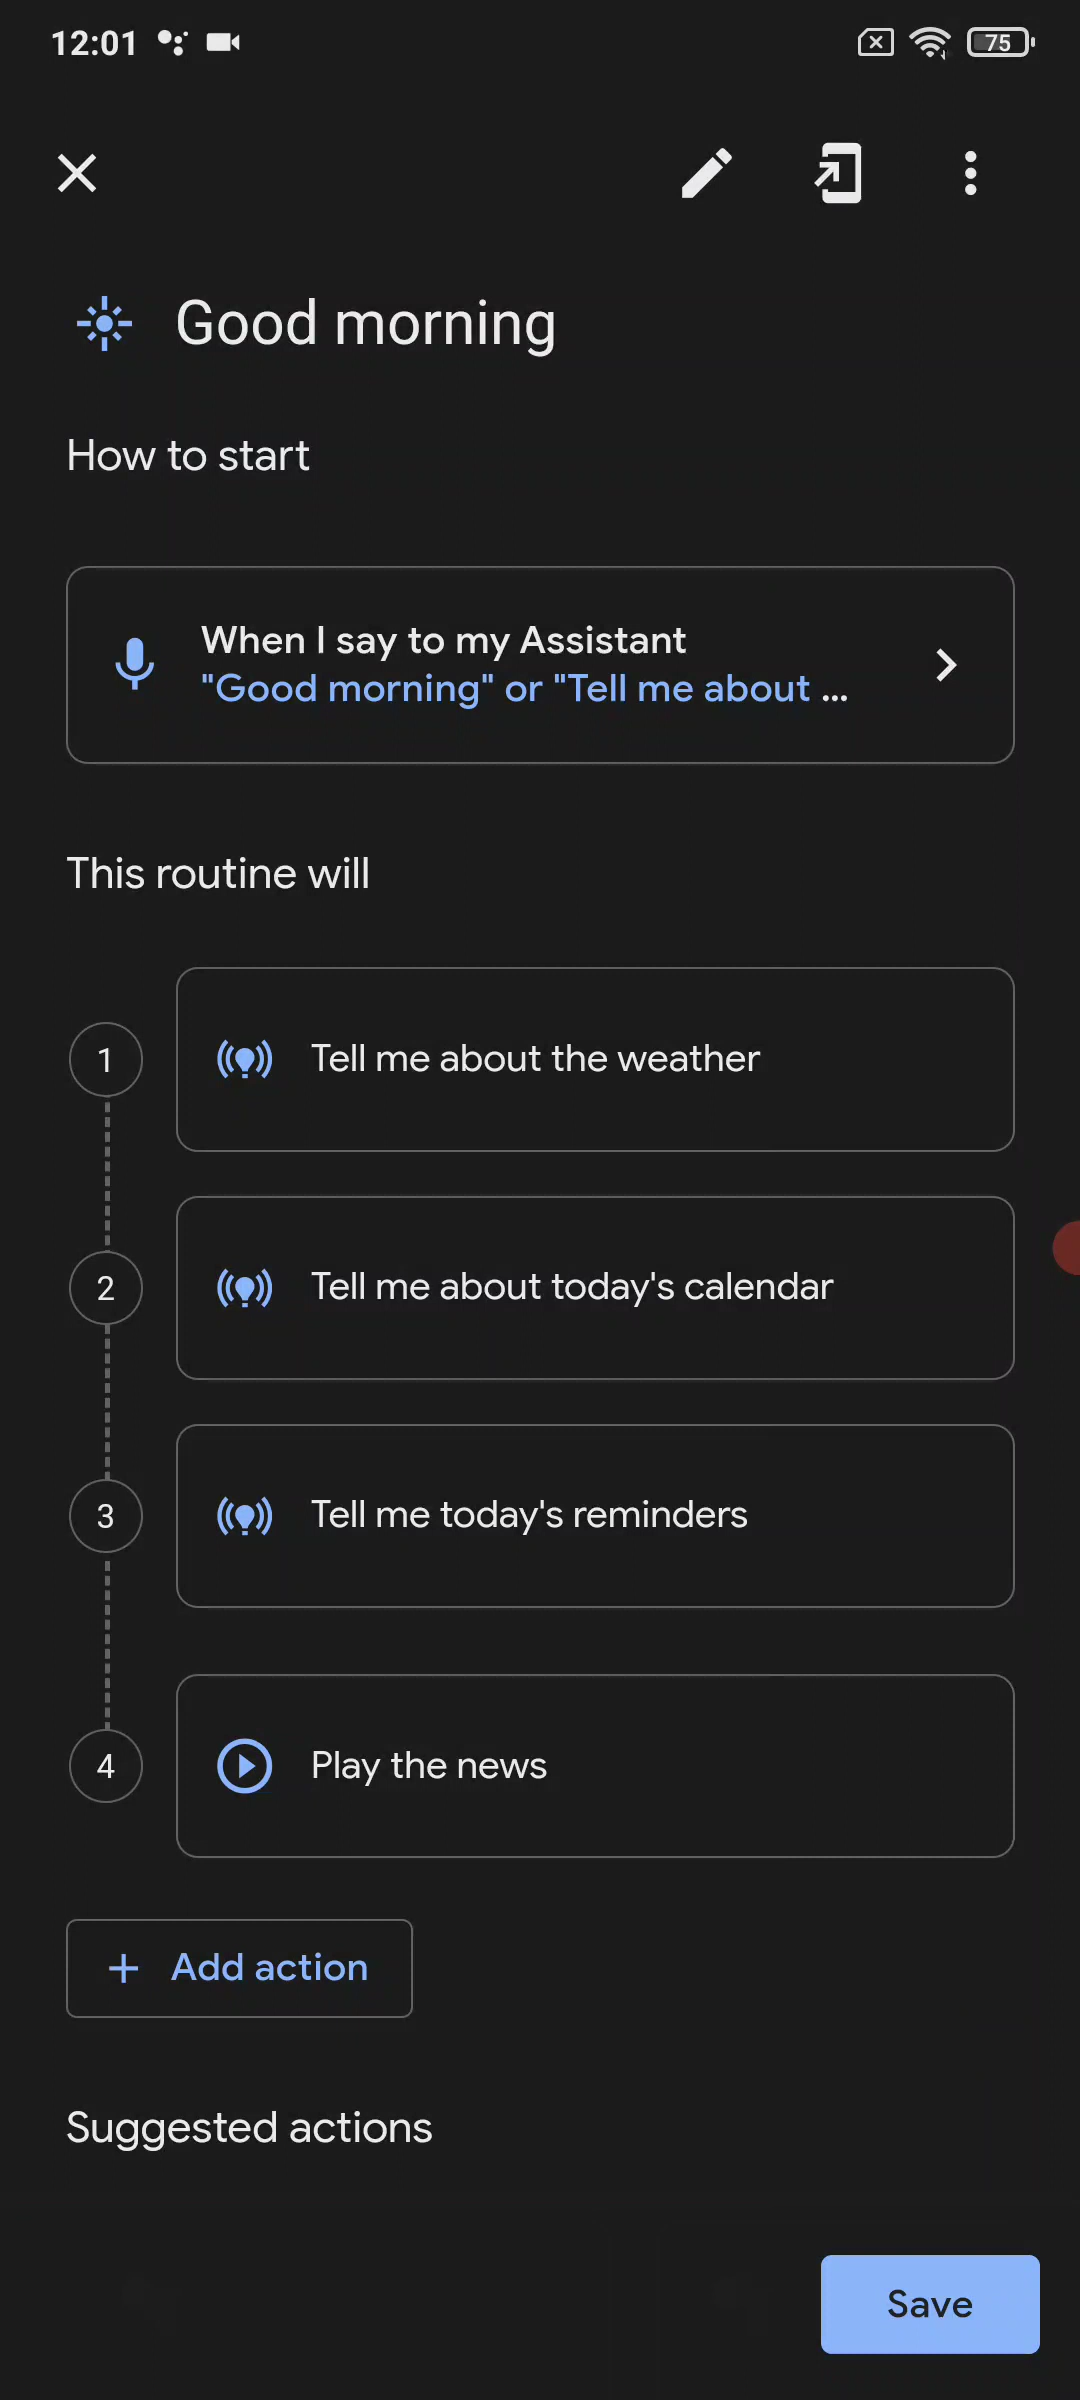 12:01
75
Good morning
How to start
When I say to my Assistant
"Good morning" or "Tell me about ...
This routine will
1 Tell me about the weather
2 Tell me about today's calendar
3 Tell me today's reminders
4 Play the news
+ Add action
Suggested actions
Save